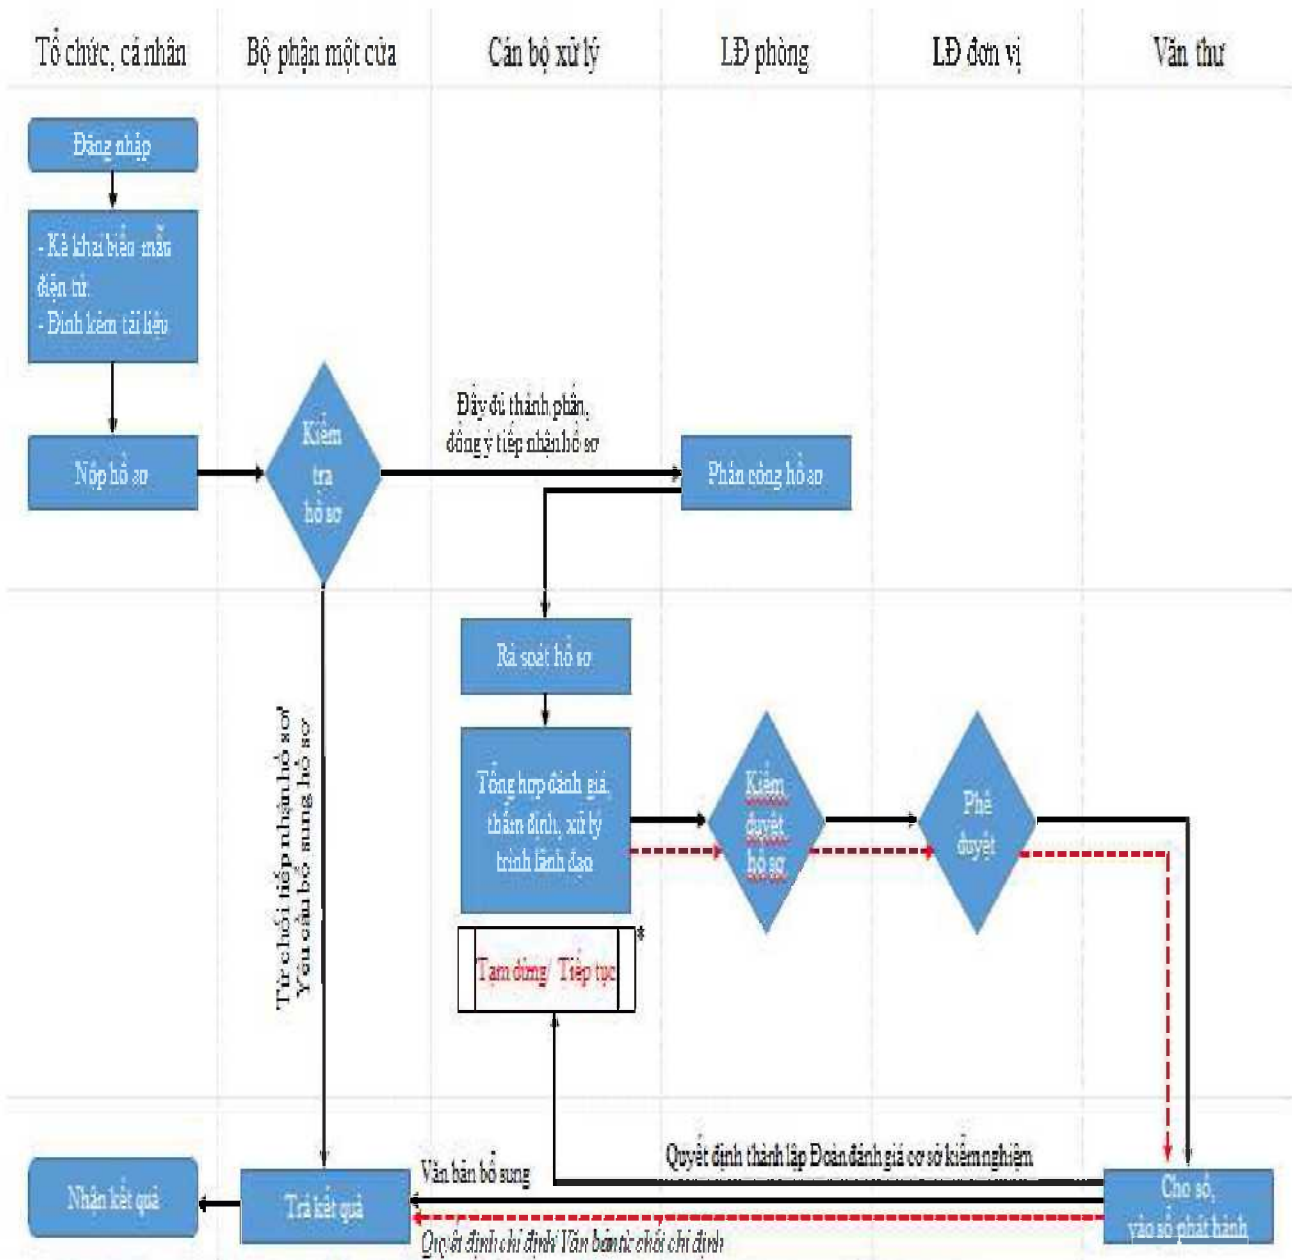 Tổ chức, cá nhân
Bộ phận một cửa
Cán bộ xử lý
LĐ phòng
LĐ đơn vị
Văn thư
Đăng nhập
- Kê khai biểu mẫu
điện tử.
- Đính kèm tài liệu
Nộp hồ sơ
Kiểm
tra
hồ sơ
Đầy đủ thành phần,
đồng ý tiếp nhận hồ sơ
Phân công hồ sơ
Rà soát hồ sơ
Tổng hợp đánh giá,
thẩm định, xử lý
trình lãnh đạo
Kiểm
duyệt
hồ sơ
Phê
duyệt
Từ chối tiếp nhận hồ sơ/
Yêu cầu bổ sung hồ sơ
*
Tạm dừng/ Tiếp tục
Quyết định thành lập Đoàn đánh giá cơ sở kiểm nghiệm
Văn bản bổ sung
Nhận kết quả
Trả kết quả
Cho số,
vào sổ phát hành
Quyết định chỉ định/ Văn bản từ chối chỉ định